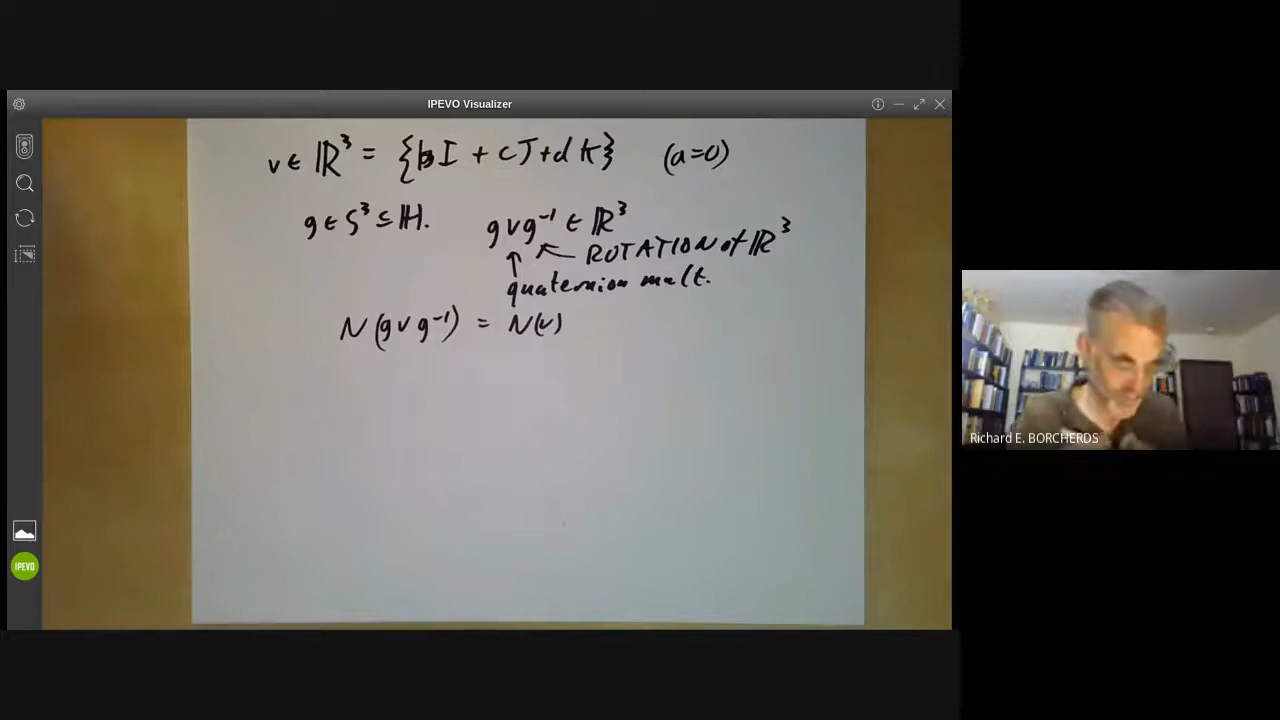 IPEVO Visualizer
v ∈ ℝ³ = {bI + cJ + dK} (a=0)
g ∈ S³ ⊆ ℍ. gvg⁻¹ ∈ ℝ³
↑ ← ROTATION of ℝ³
quaternion mult.
N(gvg⁻¹) = N(v)
Richard E. BORCHERDS
IPEVO